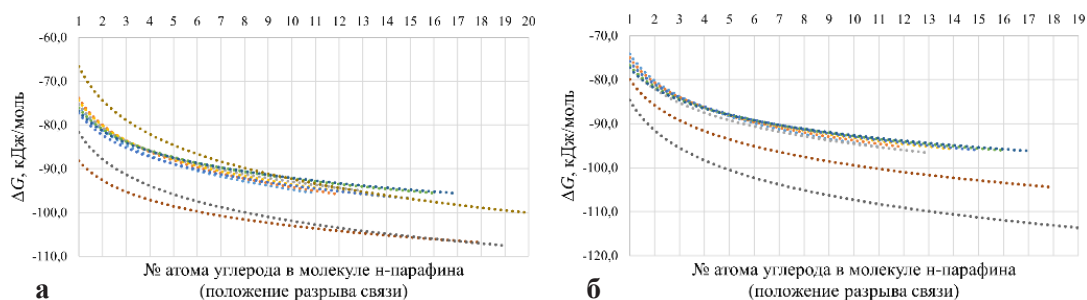 1 2 3 4 5 6 7 8 9 10 11 12 13 14 15 16 17 18 19 20
-60,0
-70,0
-80,0
-90,0
-100,0
-110,0
ΔG, кДж/моль
№ атома углерода в молекуле н-парафина
(положение разрыва связи)
а
1 2 3 4 5 6 7 8 9 10 11 12 13 14 15 16 17 18 19
-70,0
-80,0
-90,0
-100,0
-110,0
-120,0
ΔG, кДж/моль
№ атома углерода в молекуле н-парафина
(положение разрыва связи)
б